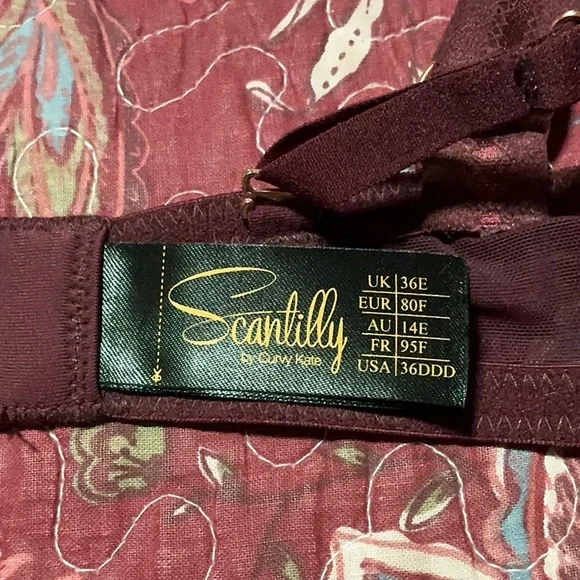 Scantilly
by Curvy Kate
UK 36E
EUR 80F
AU 14E
FR 95F
USA 36DDD